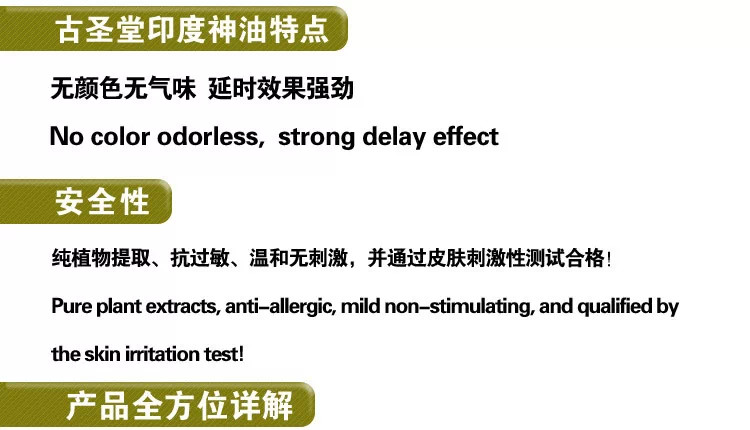 古圣堂印度神油特点
无颜色无气味 延时效果强劲
No color odorless, strong delay effect
安全性
纯植物提取、抗过敏、温和无刺激，并通过皮肤刺激性测试合格！
Pure plant extracts, anti-allergic, mild non-stimulating, and qualified by
the skin irritation test!
产品全方位详解